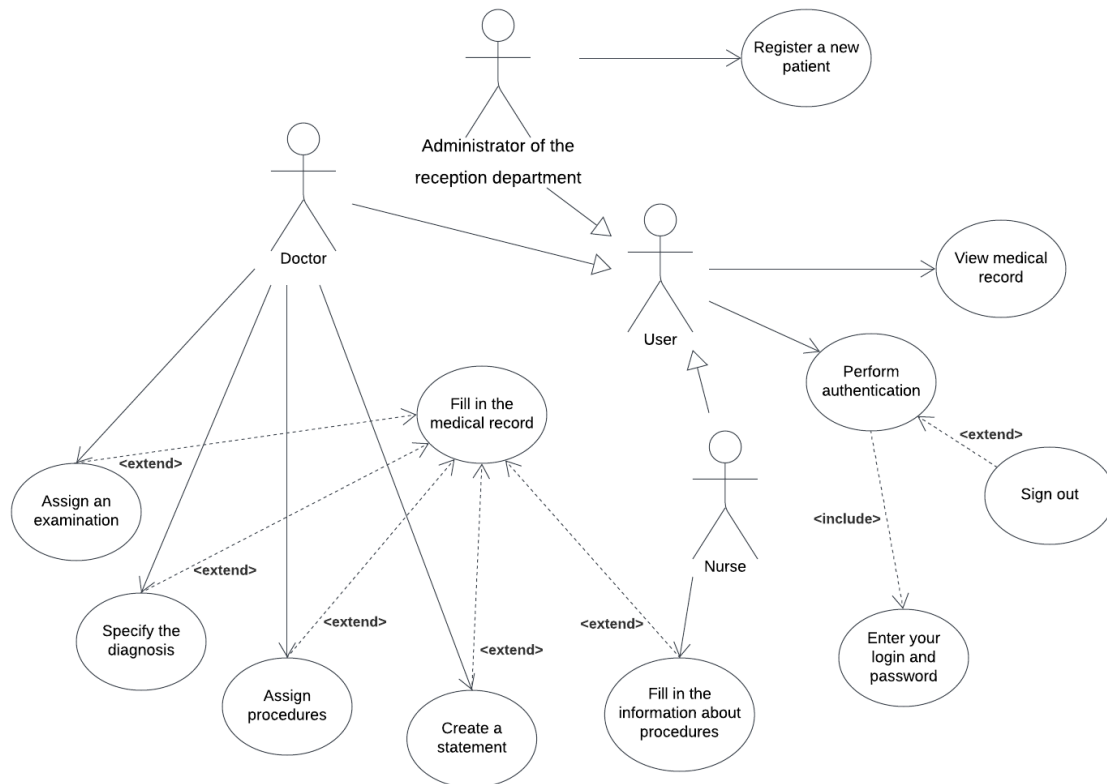 Register a new
patient
Administrator of the
reception department
Doctor
View medical
record
User
Perform
authentication
Fill in the
medical record
<extend>
<extend>
Assign an
examination
Sign out
<include>
Nurse
<extend>
<extend>
<extend>
<extend>
Specify the
diagnosis
Enter your
login and
password
Assign
procedures
Fill in the
information about
procedures
Create a
statement